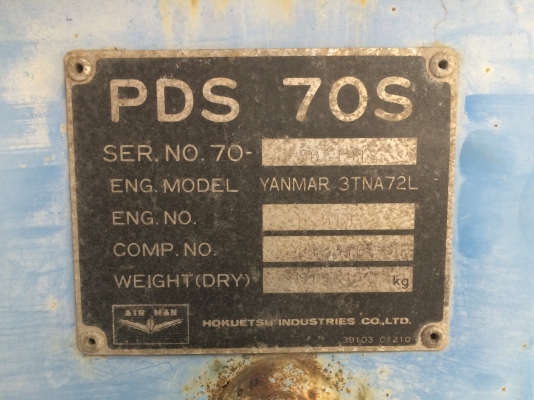 PDS 70S
SER. NO. 70-
ENG. MODEL YANMAR 3TNA72L
ENG. NO.
COMP. NO.
WEIGHT(DRY) kg
AIR MAN
HOKUETSU INDUSTRIES CO.,LTD.
39103 01210